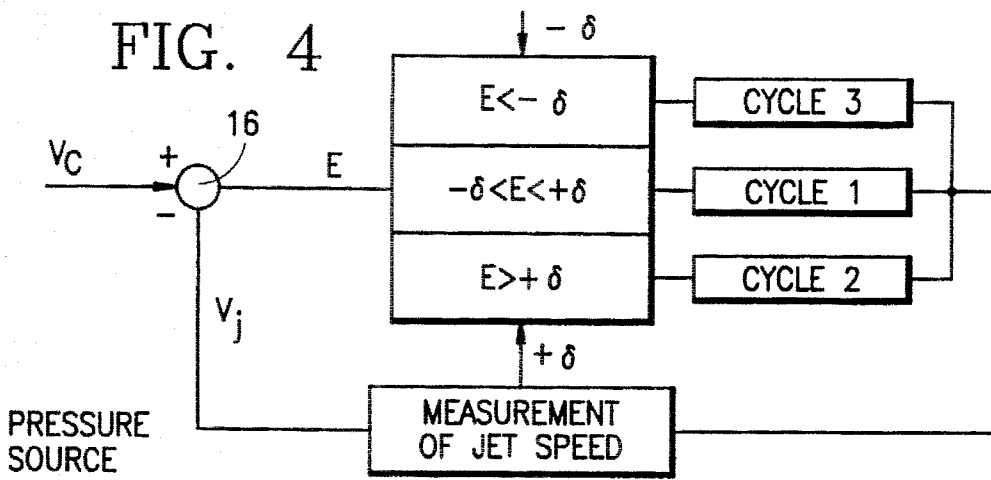 FIG. 4
- δ
E<- δ
CYCLE 3
16
VC
+
E
-δ<E<+δ
CYCLE 1
-
E>+ δ
CYCLE 2
Vj
+ δ
MEASUREMENT
OF JET SPEED
PRESSURE
SOURCE